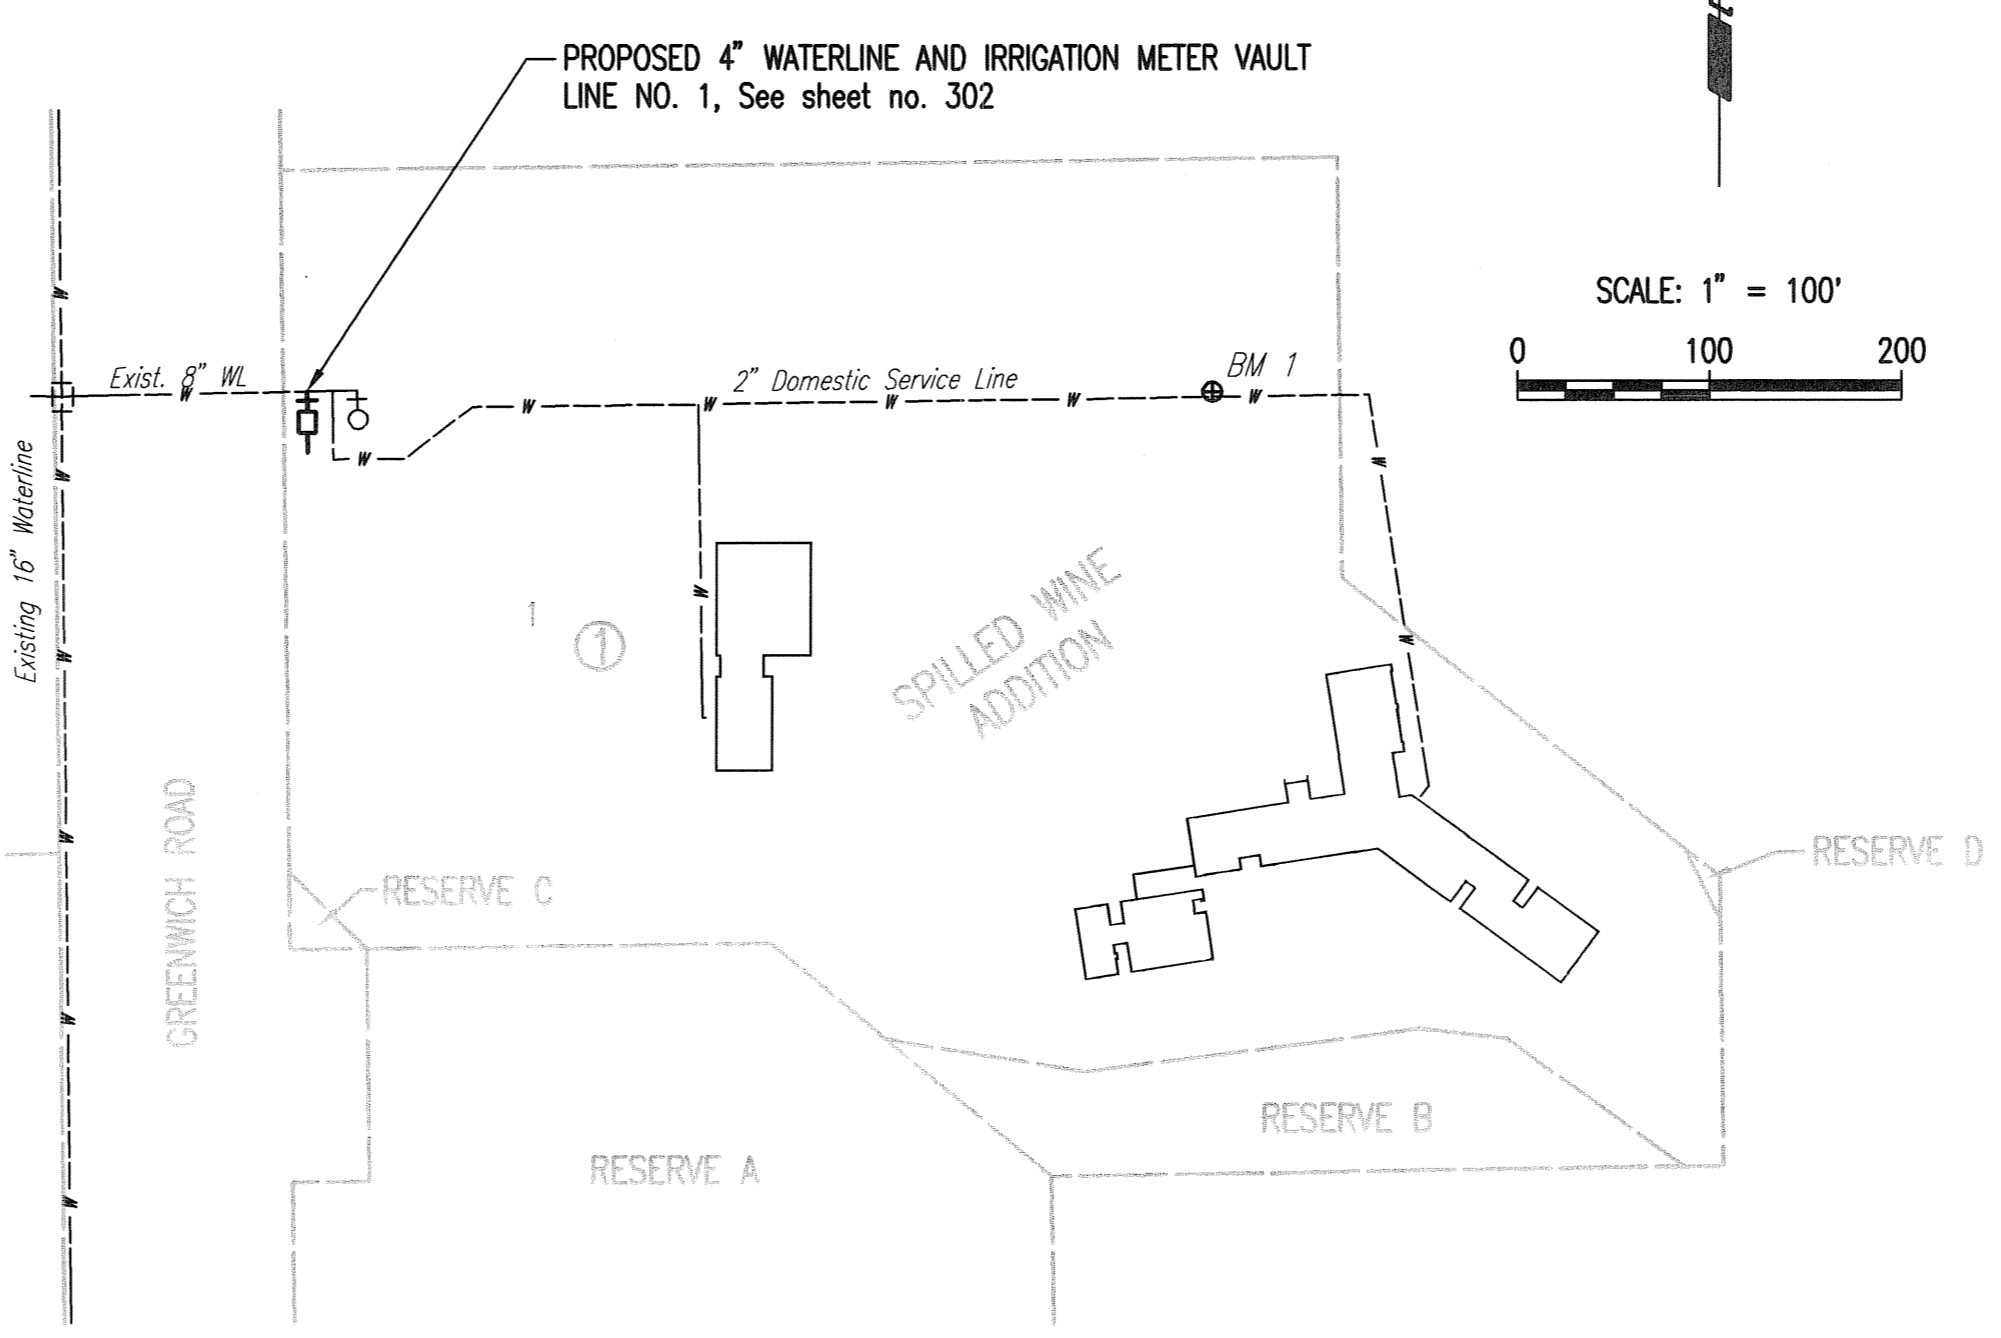 PROPOSED 4" WATERLINE AND IRRIGATION METER VAULT
LINE NO. 1, See sheet no. 302
SCALE: 1" = 100'
0 100 200
Exist. 8" WL
W
2" Domestic Service Line
BM 1
W
W
W
W
W
W
W
W
W
W
Existing 16" Waterline
W
W
W
W
W
W
1
1
SPILLED WINE
ADDITION
GREENWICH ROAD
RESERVE C
RESERVE D
RESERVE B
RESERVE A